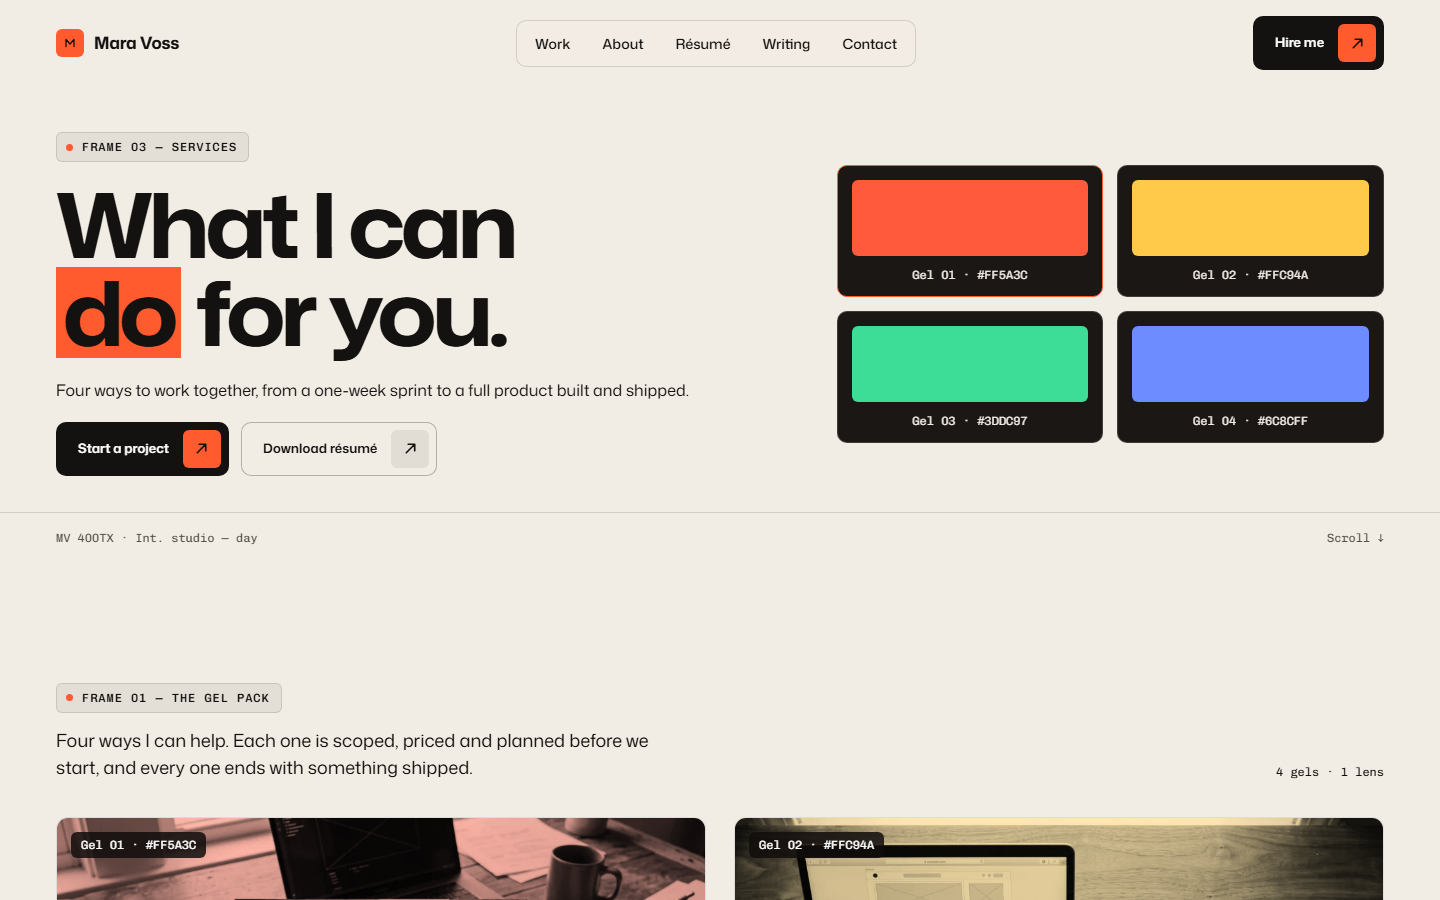 M
Mara Voss
Work
About
Résumé
Writing
Contact
Hire me
FRAME 03 — SERVICES
What I can
do for you.
Four ways to work together, from a one-week sprint to a full product built and shipped.
Start a project
Download résumé
Gel 01 · #FF5A3C
Gel 02 · #FFC94A
Gel 03 · #3DDC97
Gel 04 · #6C8CFF
MV 400TX · Int. studio — day
Scroll ↓
FRAME 01 — THE GEL PACK
Four ways I can help. Each one is scoped, priced and planned before we
start, and every one ends with something shipped.
4 gels · 1 lens
Gel 01 · #FF5A3C
Gel 02 · #FFC94A